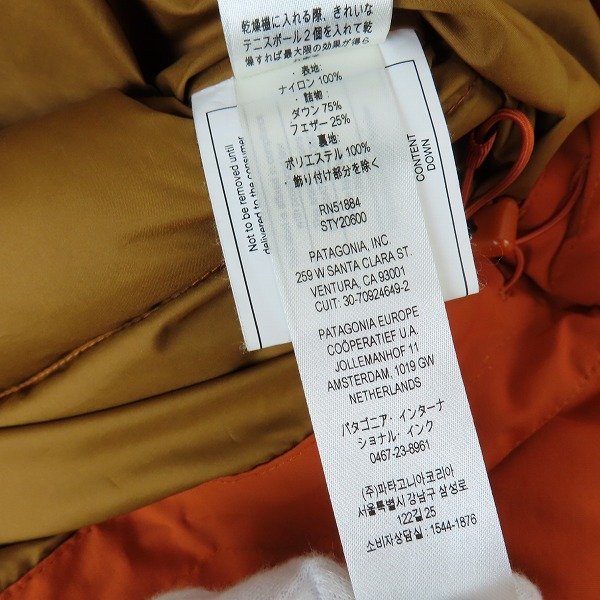 乾燥機に入れる際、きれいな
テニスボール2個を入れて乾
燥すれば最大限の効果が得ら
・表地:
ナイロン100%
・詰物:
ダウン 75%
フェザー 25%
・裏地:
ポリエステル 100%
・飾り付け部分を除く
RN51884
STY20600
PATAGONIA, INC.
259 W SANTA CLARA ST.
VENTURA, CA 93001
CUIT: 30-70924649-2
PATAGONIA EUROPE
COÖPERATIEF U.A.
JOLLEMANHOF 11
AMSTERDAM, 1019 GW
NETHERLANDS
パタゴニア・インターナ
ショナル・インク
0467-23-8961
(주)파타고니아코리아
서울특별시 강남구 삼성로
122길 25
소비자상담실 : 1544-1876
Not to be removed until
delivered to the consumer
CONTENT
DOWN